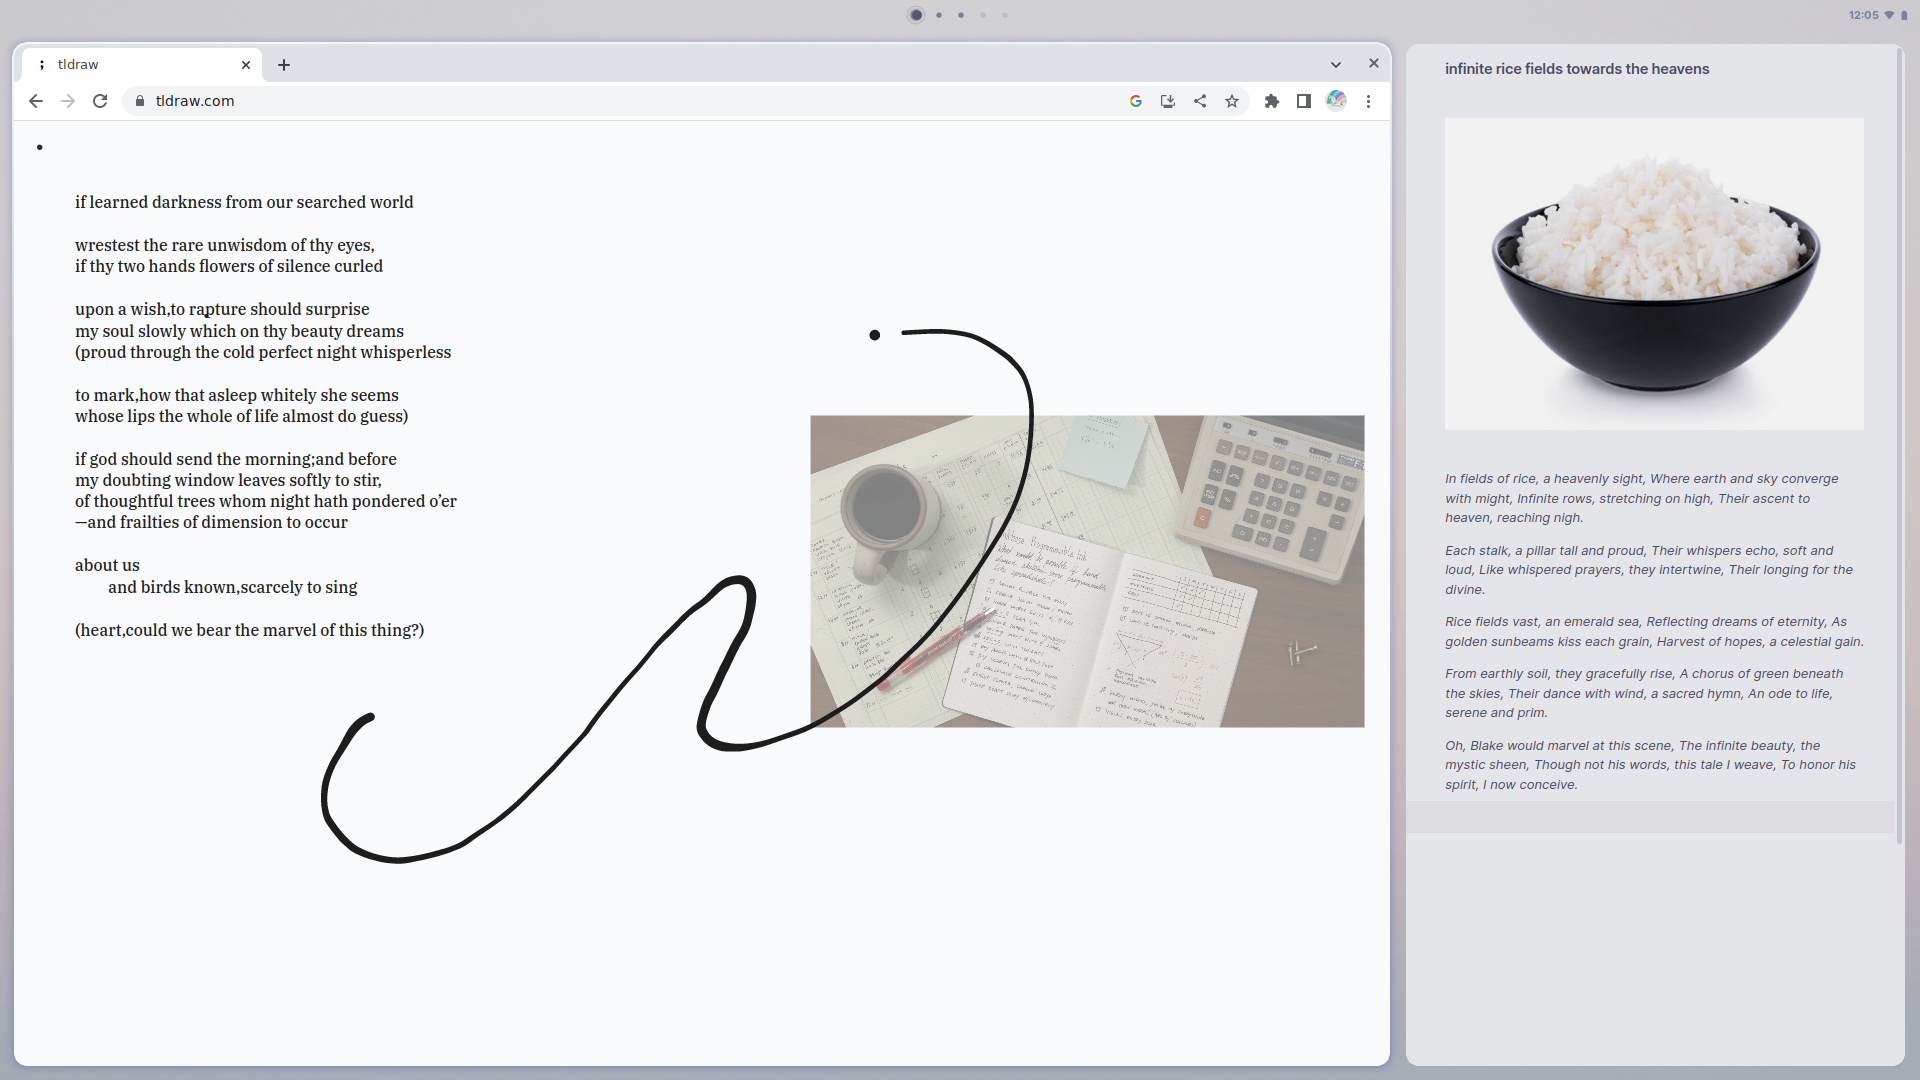 12:05
tldraw
tldraw.com
if learned darkness from our searched world
wrestest the rare unwisdom of thy eyes,
if thy two hands flowers of silence curled
upon a wish,to rapture should surprise
my soul slowly which on thy beauty dreams
(proud through the cold perfect night whisperless
to mark,how that asleep whitely she seems
whose lips the whole of life almost do guess)
if god should send the morning;and before
my doubting window leaves softly to stir,
of thoughtful trees whom night hath pondered o’er
—and frailties of dimension to occur
about us
and birds known,scarcely to sing
(heart,could we bear the marvel of this thing?)
infinite rice fields towards the heavens
In fields of rice, a heavenly sight, Where earth and sky converge
with might, Infinite rows, stretching on high, Their ascent to
heaven, reaching nigh.
Each stalk, a pillar tall and proud, Their whispers echo, soft and
loud, Like whispered prayers, they intertwine, Their longing for the
divine.
Rice fields vast, an emerald sea, Reflecting dreams of eternity, As
golden sunbeams kiss each grain, Harvest of hopes, a celestial gain.
From earthly soil, they gracefully rise, A chorus of green beneath
the skies, Their dance with wind, a sacred hymn, An ode to life,
serene and prim.
Oh, Blake would marvel at this scene, The infinite beauty, the
mystic sheen, Though not his words, this tale I weave, To honor his
spirit, I now conceive.